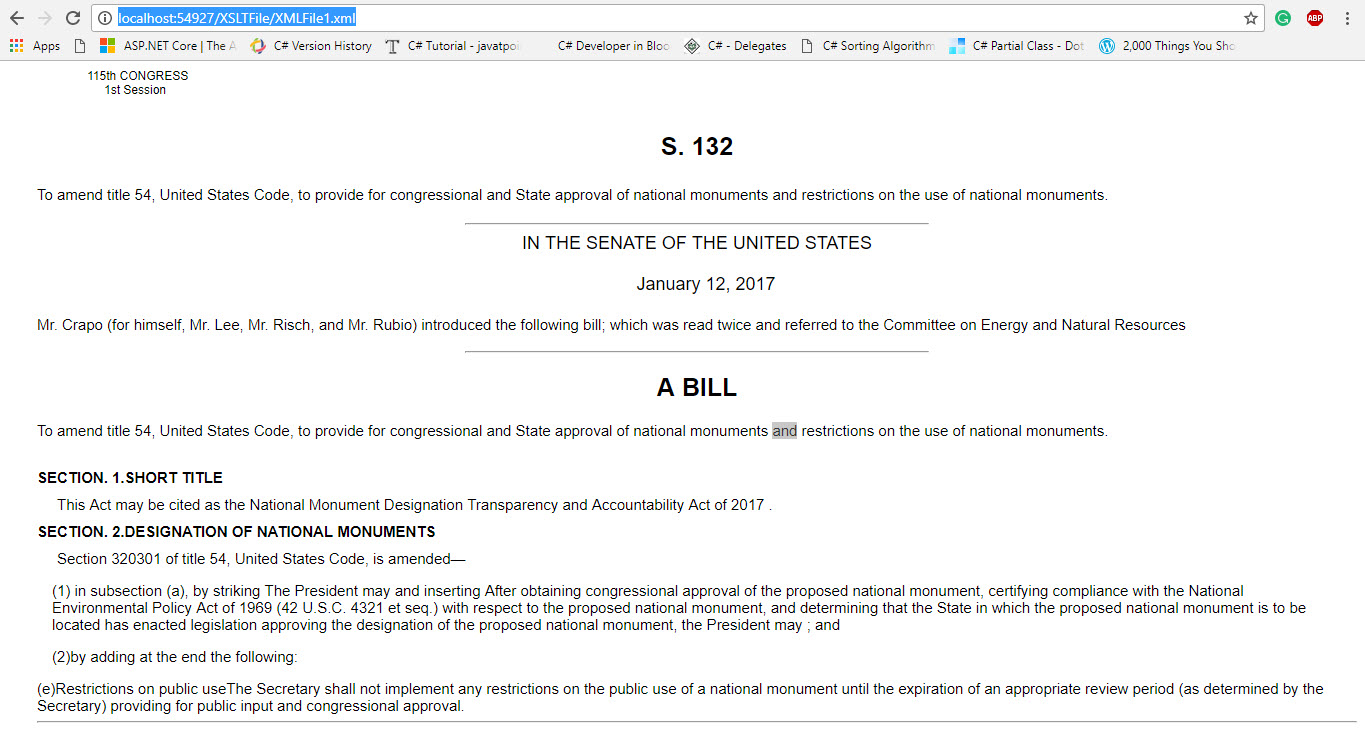 localhost:54927/XSLTFile/XMLFile1.xml
ABP
Apps ASP.NET Core | The A C# Version History C# Tutorial - javatpoi C# Developer in Bloo C# - Delegates C# Sorting Algorithm C# Partial Class - Dot 2,000 Things You Sho
115th CONGRESS
1st Session
S. 132
To amend title 54, United States Code, to provide for congressional and State approval of national monuments and restrictions on the use of national monuments.
IN THE SENATE OF THE UNITED STATES
January 12, 2017
Mr. Crapo (for himself, Mr. Lee, Mr. Risch, and Mr. Rubio) introduced the following bill; which was read twice and referred to the Committee on Energy and Natural Resources
A BILL
To amend title 54, United States Code, to provide for congressional and State approval of national monuments and restrictions on the use of national monuments.
SECTION. 1.SHORT TITLE
This Act may be cited as the National Monument Designation Transparency and Accountability Act of 2017 .
SECTION. 2.DESIGNATION OF NATIONAL MONUMENTS
Section 320301 of title 54, United States Code, is amended—
(1) in subsection (a), by striking The President may and inserting After obtaining congressional approval of the proposed national monument, certifying compliance with the National
Environmental Policy Act of 1969 (42 U.S.C. 4321 et seq.) with respect to the proposed national monument, and determining that the State in which the proposed national monument is to be
located has enacted legislation approving the designation of the proposed national monument, the President may ; and
(2)by adding at the end the following:
(e)Restrictions on public useThe Secretary shall not implement any restrictions on the public use of a national monument until the expiration of an appropriate review period (as determined by the
Secretary) providing for public input and congressional approval.